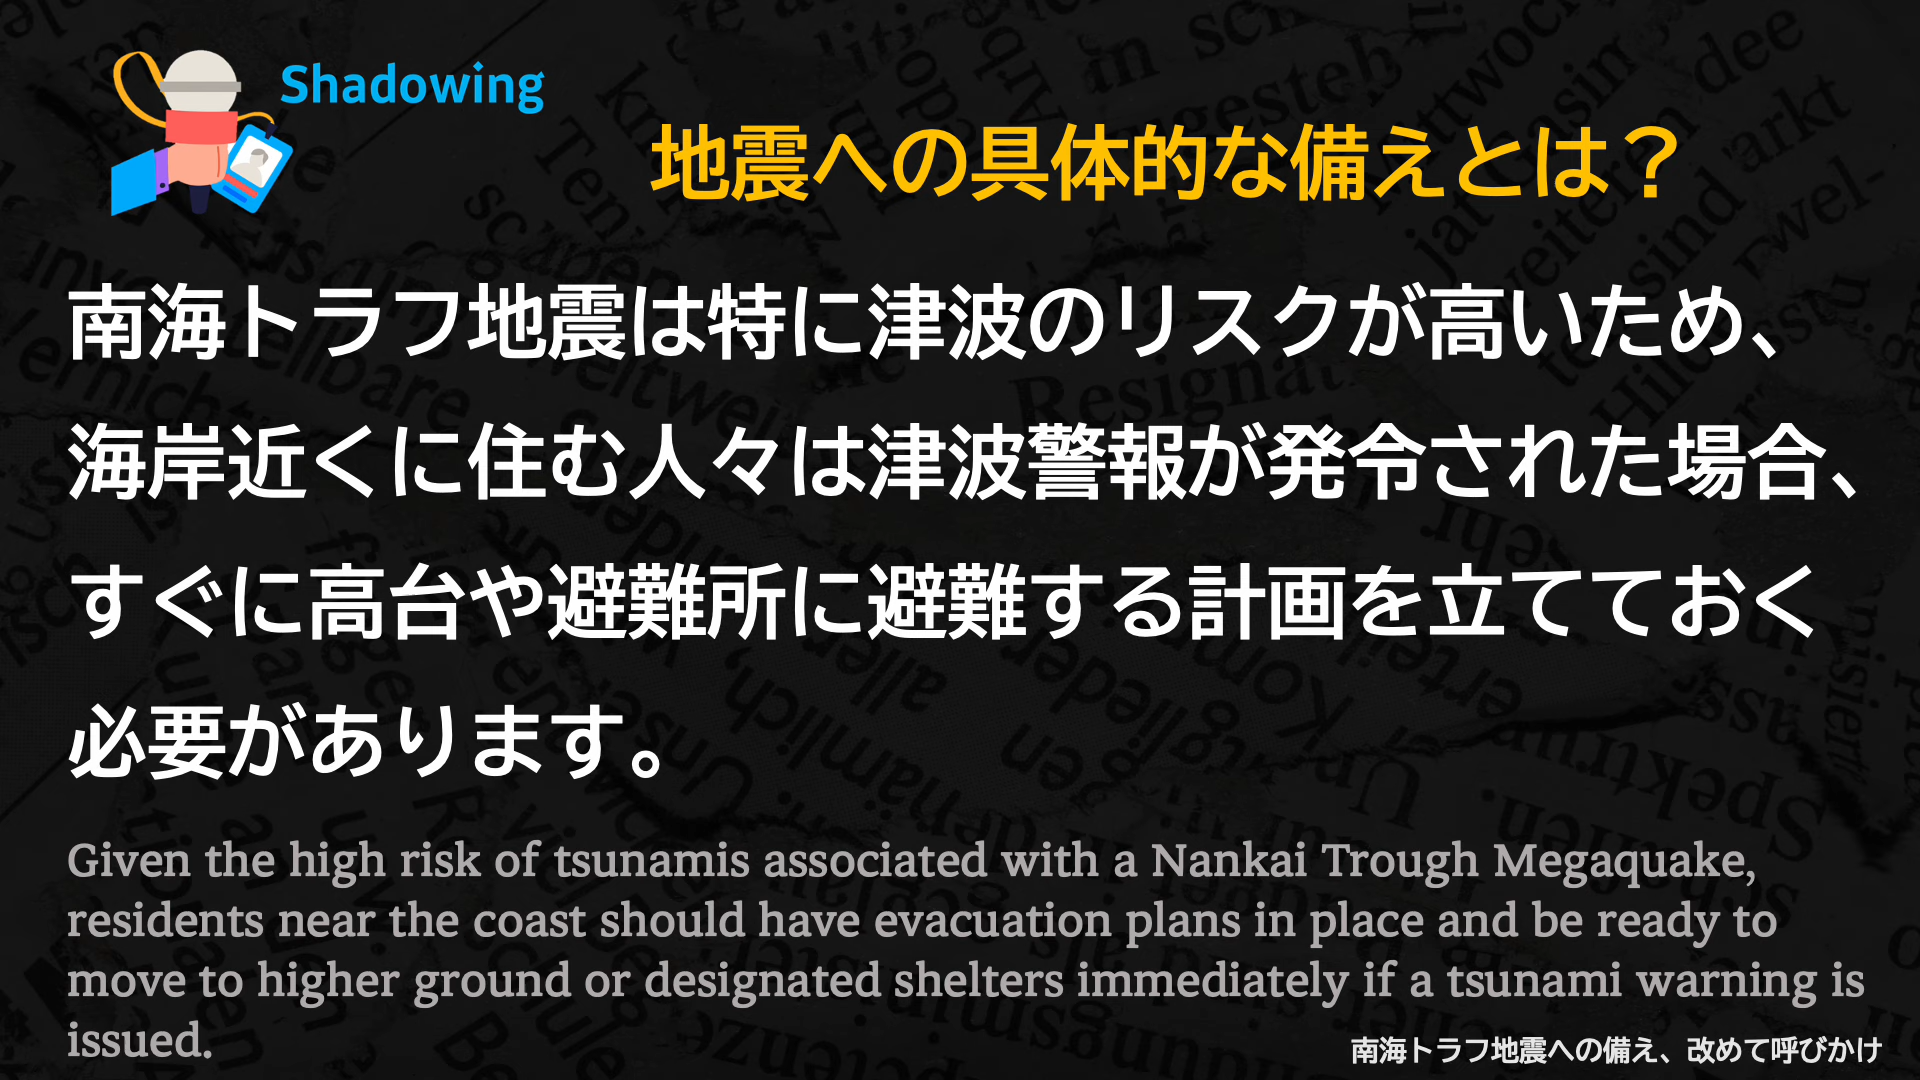 Shadowing
地震への具体的な備えとは？
南海トラフ地震は特に津波のリスクが高いため、
海岸近くに住む人々は津波警報が発令された場合、
すぐに高台や避難所に避難する計画を立てておく
必要があります。
Given the high risk of tsunamis associated with a Nankai Trough Megaquake,
residents near the coast should have evacuation plans in place and be ready to
move to higher ground or designated shelters immediately if a tsunami warning is
issued.
南海トラフ地震への備え、改めて呼びかけ